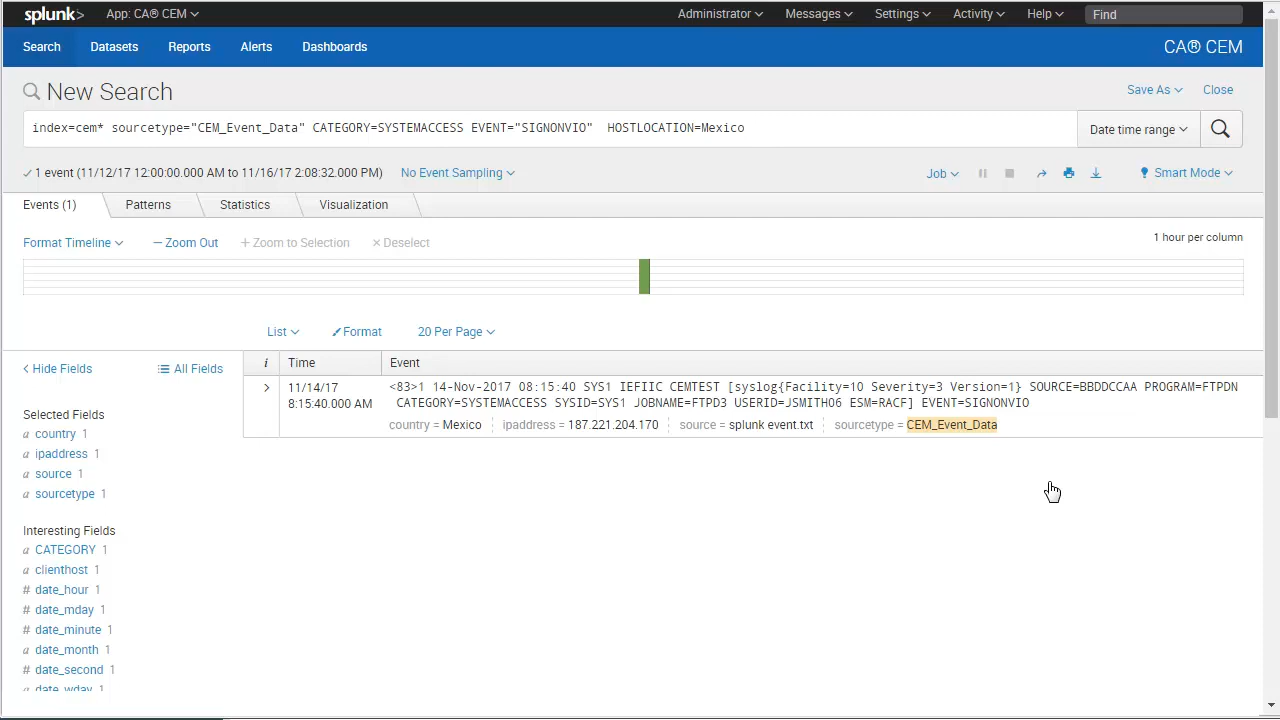 splunk> App: CA® CEM Administrator Messages Settings Activity Help Find
Search Datasets Reports Alerts Dashboards CA® CEM
New Search Save As Close
index=cem* sourcetype="CEM_Event_Data" CATEGORY=SYSTEMACCESS EVENT="SIGNONVIO"  HOSTLOCATION=Mexico Date time range
✓ 1 event (11/12/17 12:00:00.000 AM to 11/16/17 2:08:32.000 PM) No Event Sampling Job Smart Mode
Events (1) Patterns Statistics Visualization
Format Timeline — Zoom Out + Zoom to Selection × Deselect 1 hour per column
List Format 20 Per Page
< Hide Fields All Fields i Time Event
> 11/14/17 <83>1 14-Nov-2017 08:15:40 SYS1 IEFIIC CEMTEST [syslog{Facility=10 Severity=3 Version=1} SOURCE=BBDDCCAA PROGRAM=FTPDN
8:15:40.000 AM CATEGORY=SYSTEMACCESS SYSID=SYS1 JOBNAME=FTPD3 USERID=JSMITH06 ESM=RACF] EVENT=SIGNONVIO
country = Mexico ipaddress = 187.221.204.170 source = splunk event.txt sourcetype = CEM_Event_Data
Selected Fields
a country 1
a ipaddress 1
a source 1
a sourcetype 1
Interesting Fields
a CATEGORY 1
a clienthost 1
# date_hour 1
# date_mday 1
# date_minute 1
a date_month 1
# date_second 1
a date_wday 1